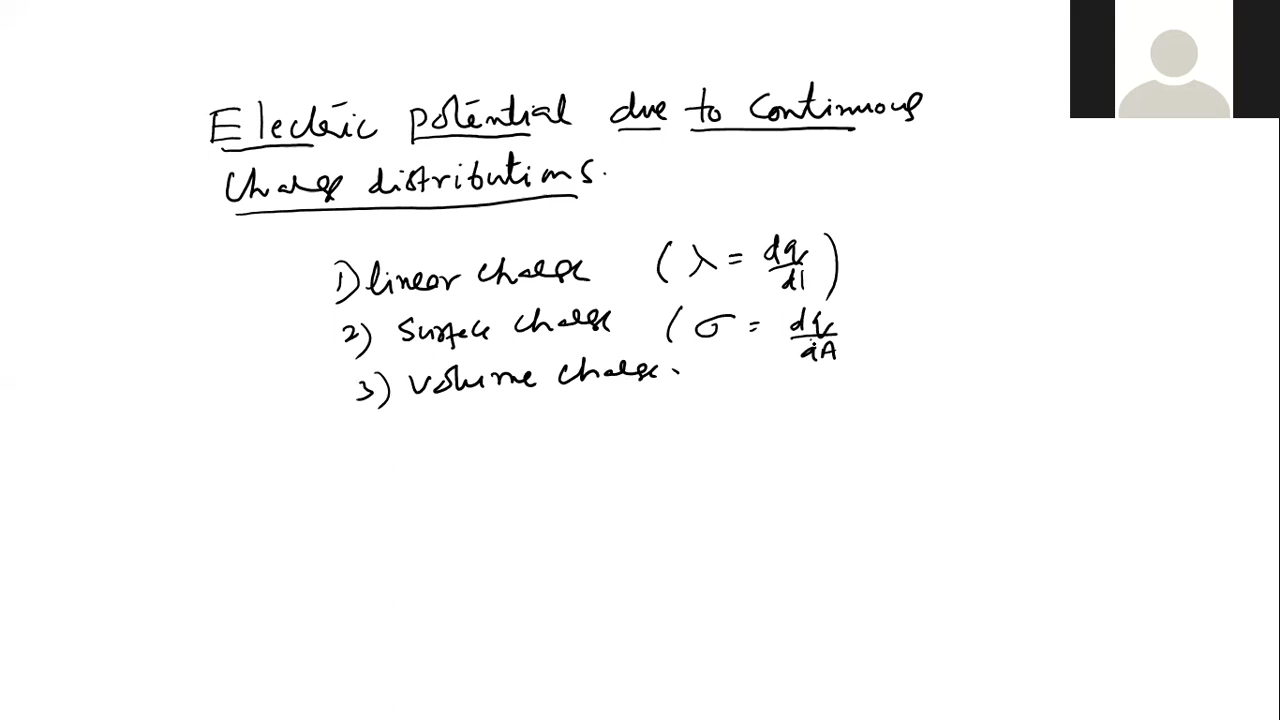 Electric potential due to continuous
charge distributions.
1) linear charge (λ = dq/dl)
2) Surface charge (σ = dq/dA
3) Volume charge.